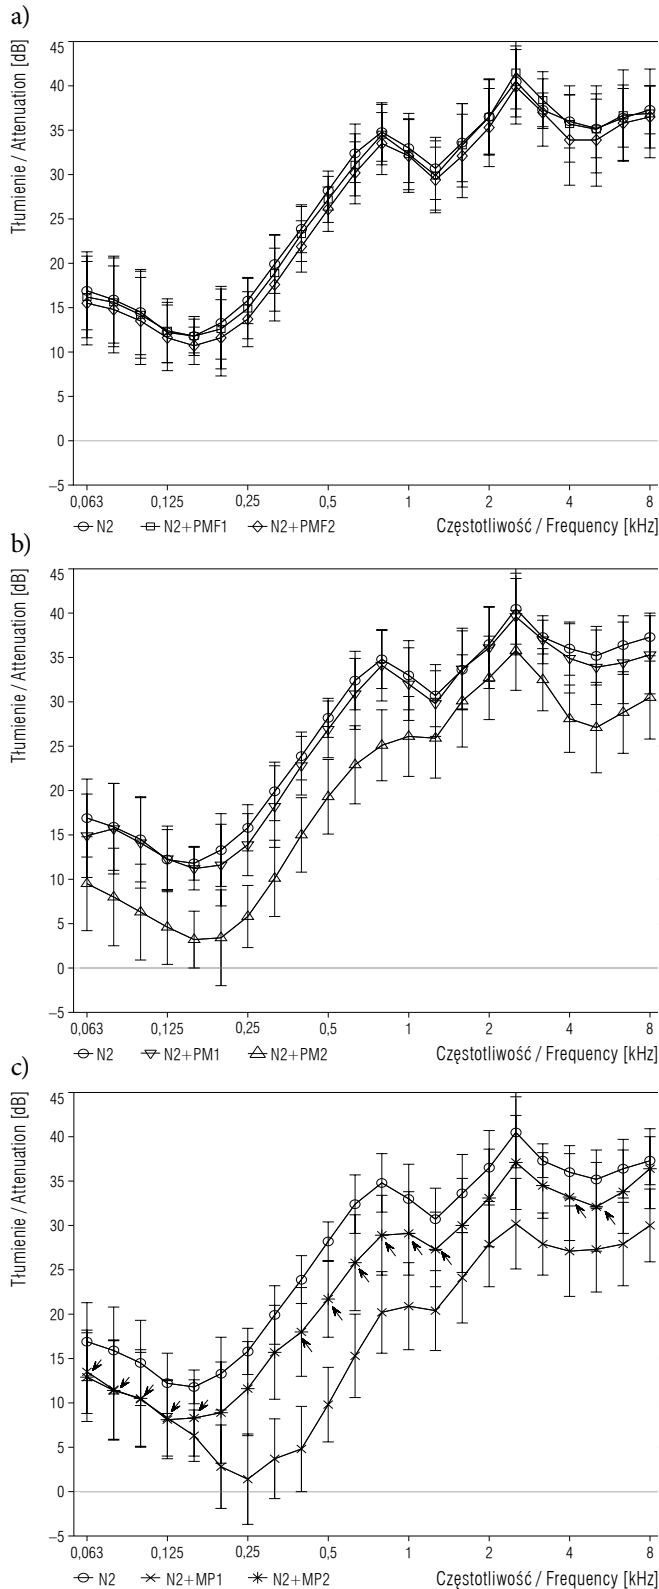 a)
Tłumienie / Attenuation [dB]
45
40
35
30
25
20
15
10
5
0
−5
0,063 0,125 0,25 0,5 1 2 4 8
N2 N2+PMF1 N2+PMF2 Częstotliwość / Frequency [kHz]
b)
Tłumienie / Attenuation [dB]
45
40
35
30
25
20
15
10
5
0
−5
0,063 0,125 0,25 0,5 1 2 4 8
N2 N2+PM1 N2+PM2 Częstotliwość / Frequency [kHz]
c)
Tłumienie / Attenuation [dB]
45
40
35
30
25
20
15
10
5
0
−5
0,063 0,125 0,25 0,5 1 2 4 8
N2 N2+MP1 N2+MP2 Częstotliwość / Frequency [kHz]